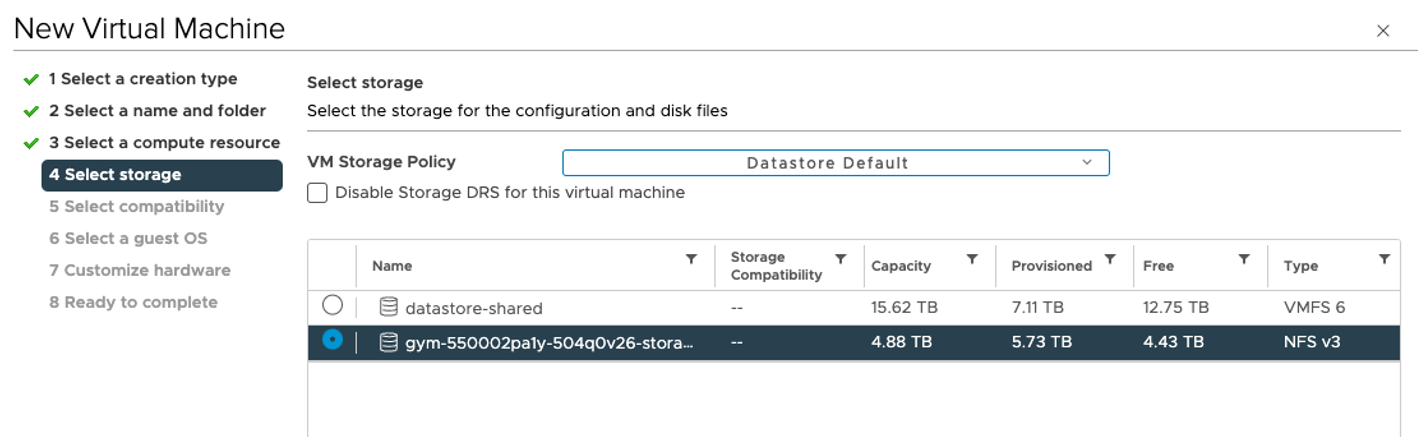 New Virtual Machine
1 Select a creation type
2 Select a name and folder
3 Select a compute resource
4 Select storage
5 Select compatibility
6 Select a guest OS
7 Customize hardware
8 Ready to complete
Select storage
Select the storage for the configuration and disk files
VM Storage Policy Datastore Default
Disable Storage DRS for this virtual machine
Name Storage Compatibility Capacity Provisioned Free Type
datastore-shared -- 15.62 TB 7.11 TB 12.75 TB VMFS 6
gym-550002pa1y-504q0v26-stora... -- 4.88 TB 5.73 TB 4.43 TB NFS v3